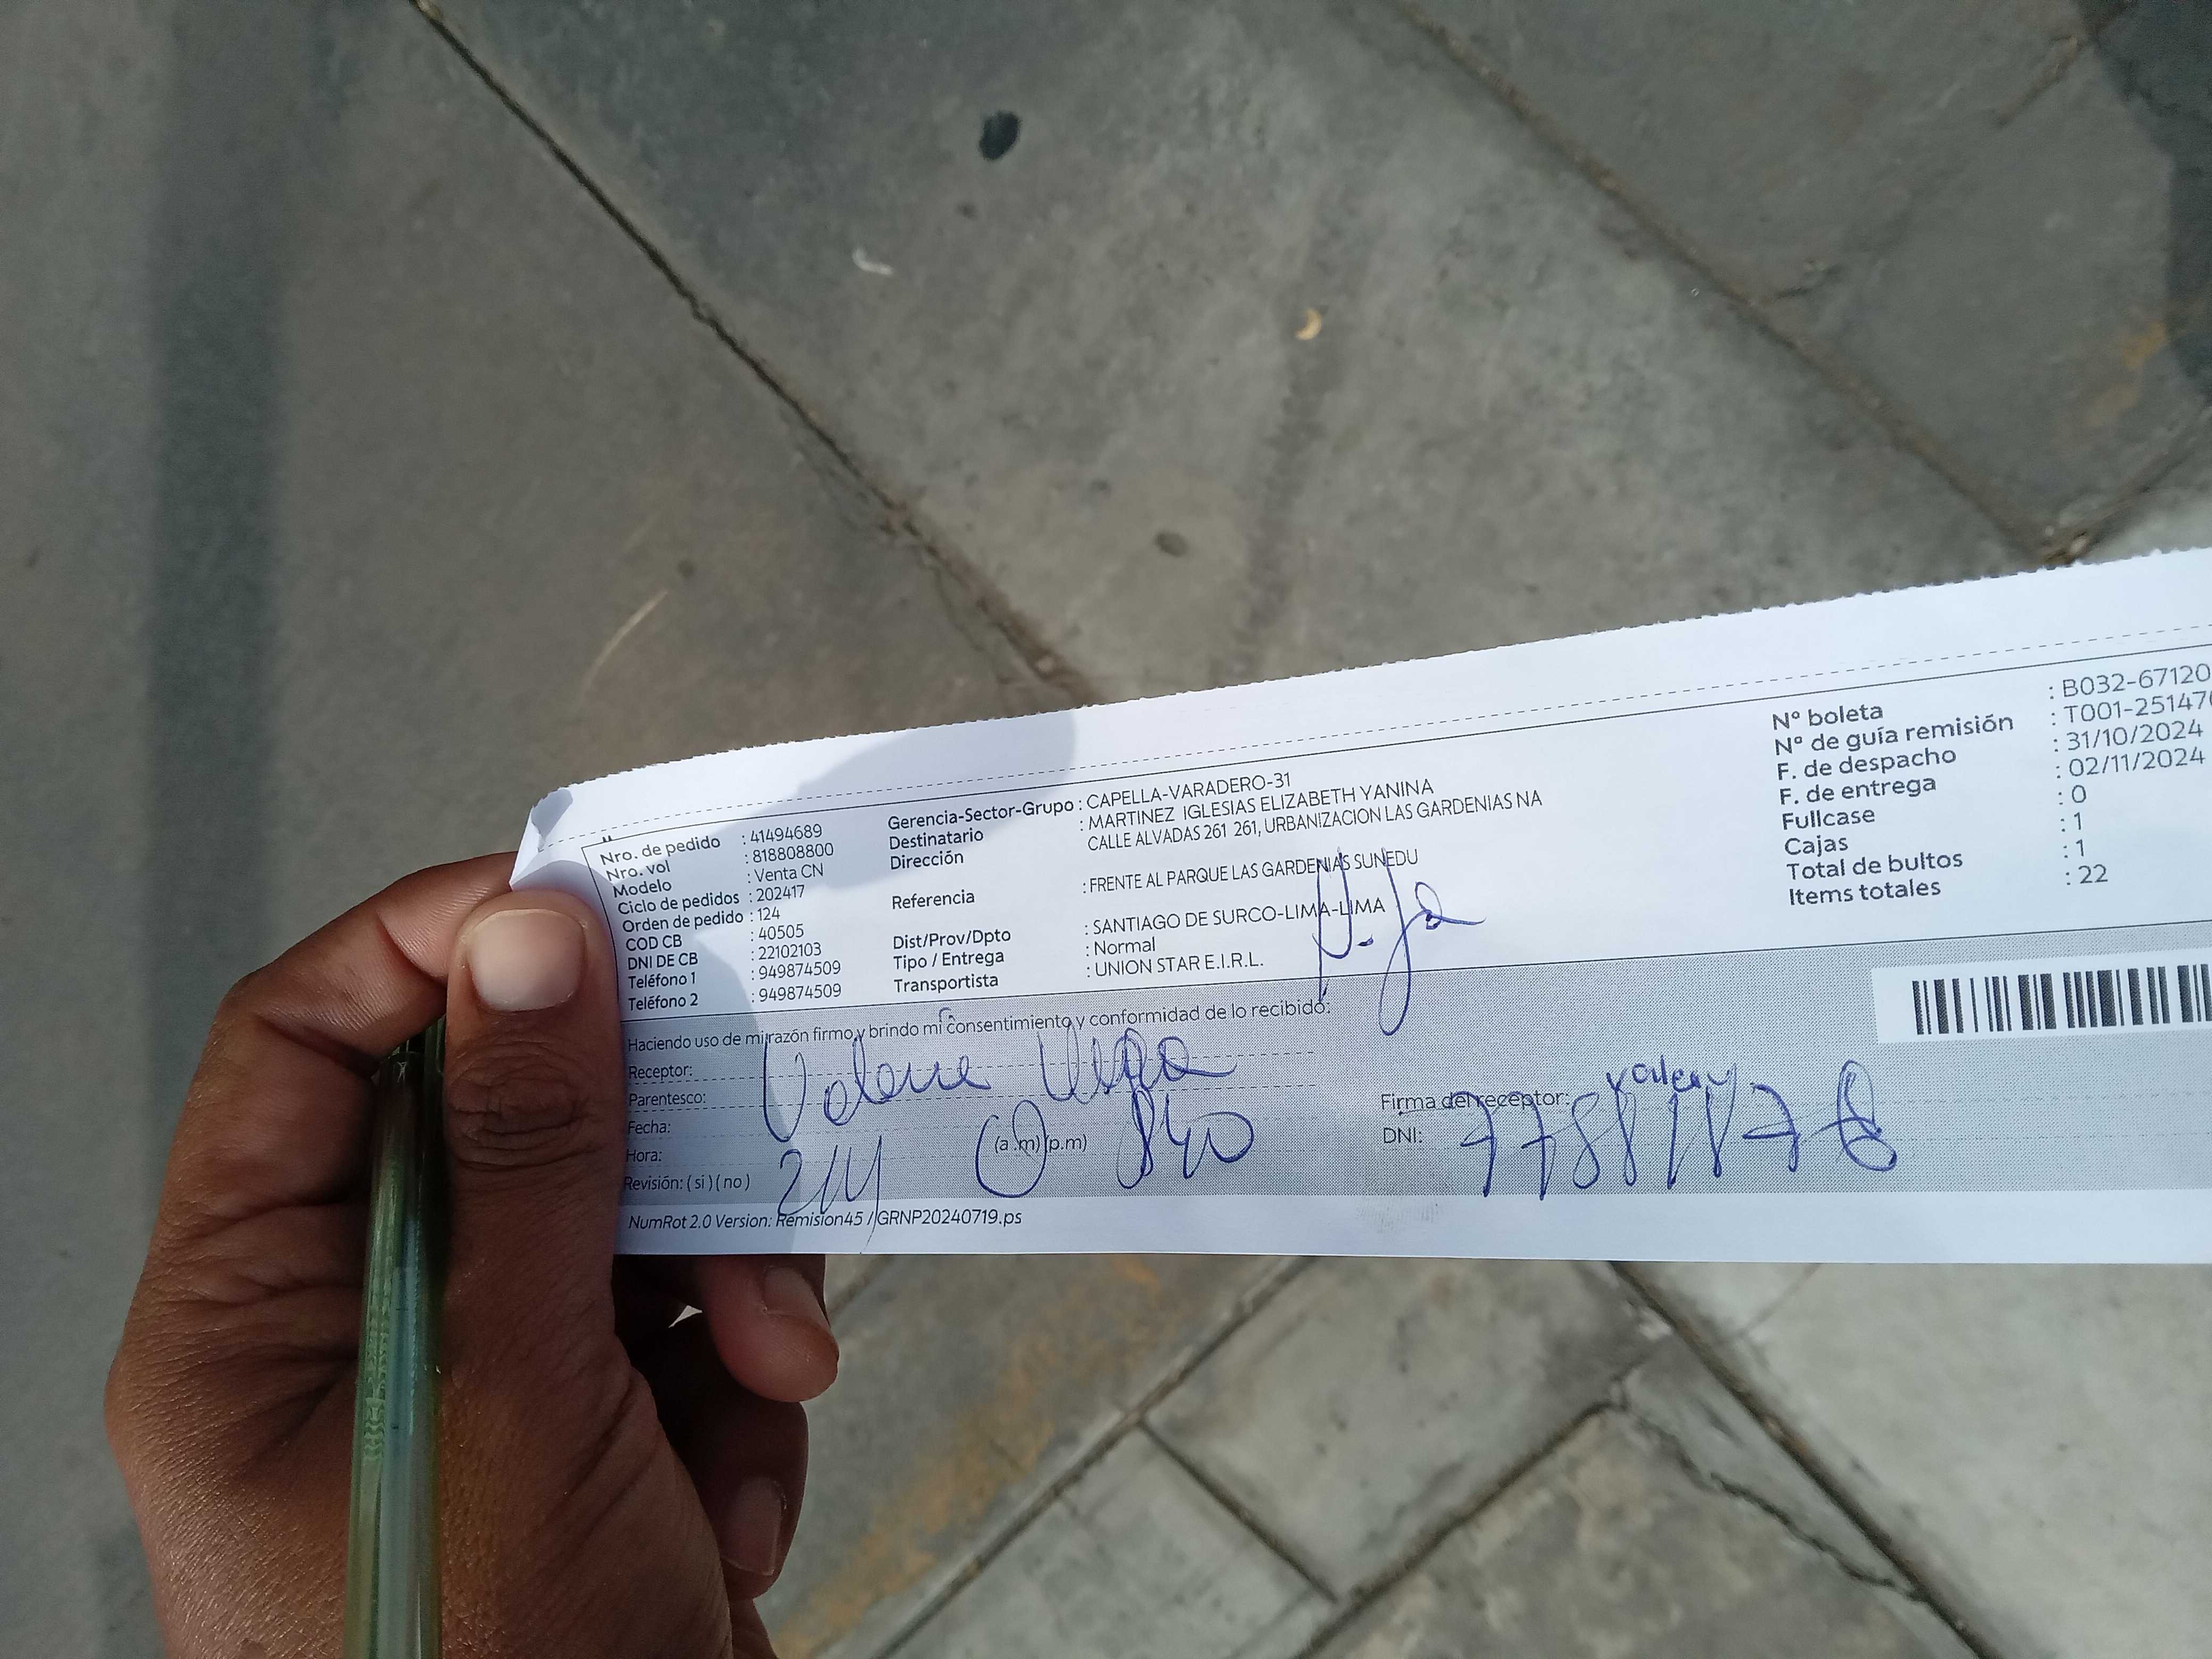 Nro. de pedido : 41494689
Nro. vol : 818808800
Modelo : Venta CN
Ciclo de pedidos : 202417
Orden de pedido : 124
COD CB : 40505
DNI DE CB : 22102103
Teléfono 1 : 949874509
Teléfono 2 : 949874509
Gerencia-Sector-Grupo : CAPELLA-VARADERO-31
Destinatario : MARTINEZ IGLESIAS ELIZABETH YANINA
Dirección CALLE ALVADAS 261 261, URBANIZACION LAS GARDENIAS NA
Referencia : FRENTE AL PARQUE LAS GARDENIAS SUNEDU
Dist/Prov/Dpto : SANTIAGO DE SURCO-LIMA-LIMA
Tipo / Entrega : Normal
Transportista : UNION STAR E.I.R.L.
Nº boleta : B032-67120
Nº de guía remisión : T001-25147
F. de despacho : 31/10/2024
F. de entrega : 02/11/2024
Fullcase : 0
Cajas : 1
Total de bultos : 1
Items totales : 22
Haciendo uso de mi razón firmo y brindo mi consentimiento y conformidad de lo recibido:
Receptor:
Parentesco:
Fecha:
Hora: (a.m) (p.m) 840
Revisión: ( si ) ( no )
Firma del receptor:
DNI:
NumRot 2.0 Version: Remision45 / GRNP20240719.ps